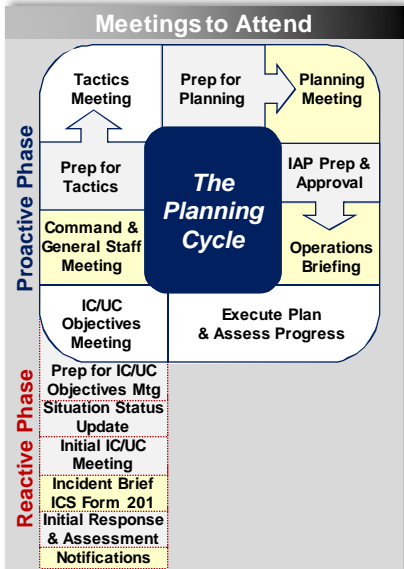 Meetings to Attend
Tactics
Meeting
Prep for
Planning
Planning
Meeting
Prep for
Tactics
The
Planning
Cycle
IAP Prep &
Approval
Command &
General Staff
Meeting
Operations
Briefing
IC/UC
Objectives
Meeting
Execute Plan
& Assess Progress
Proactive Phase
Prep for IC/UC
Objectives Mtg
Situation Status
Update
Initial IC/UC
Meeting
Incident Brief
ICS Form 201
Initial Response
& Assessment
Notifications
Reactive Phase